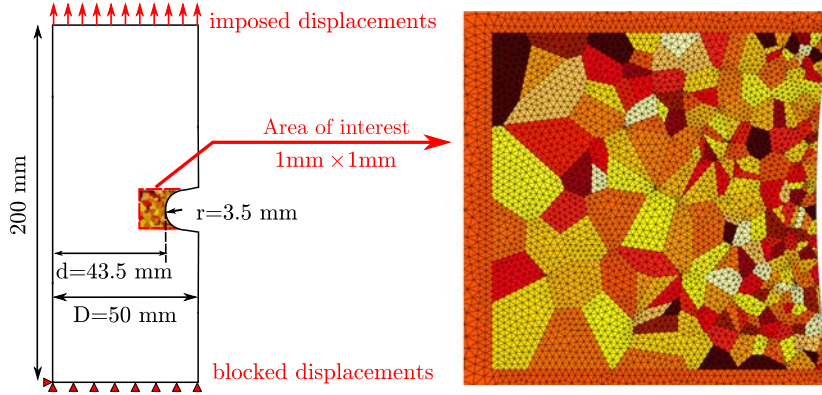 imposed displacements
Area of interest
1mm ×1mm
200 mm
r=3.5 mm
d=43.5 mm
D=50 mm
blocked displacements